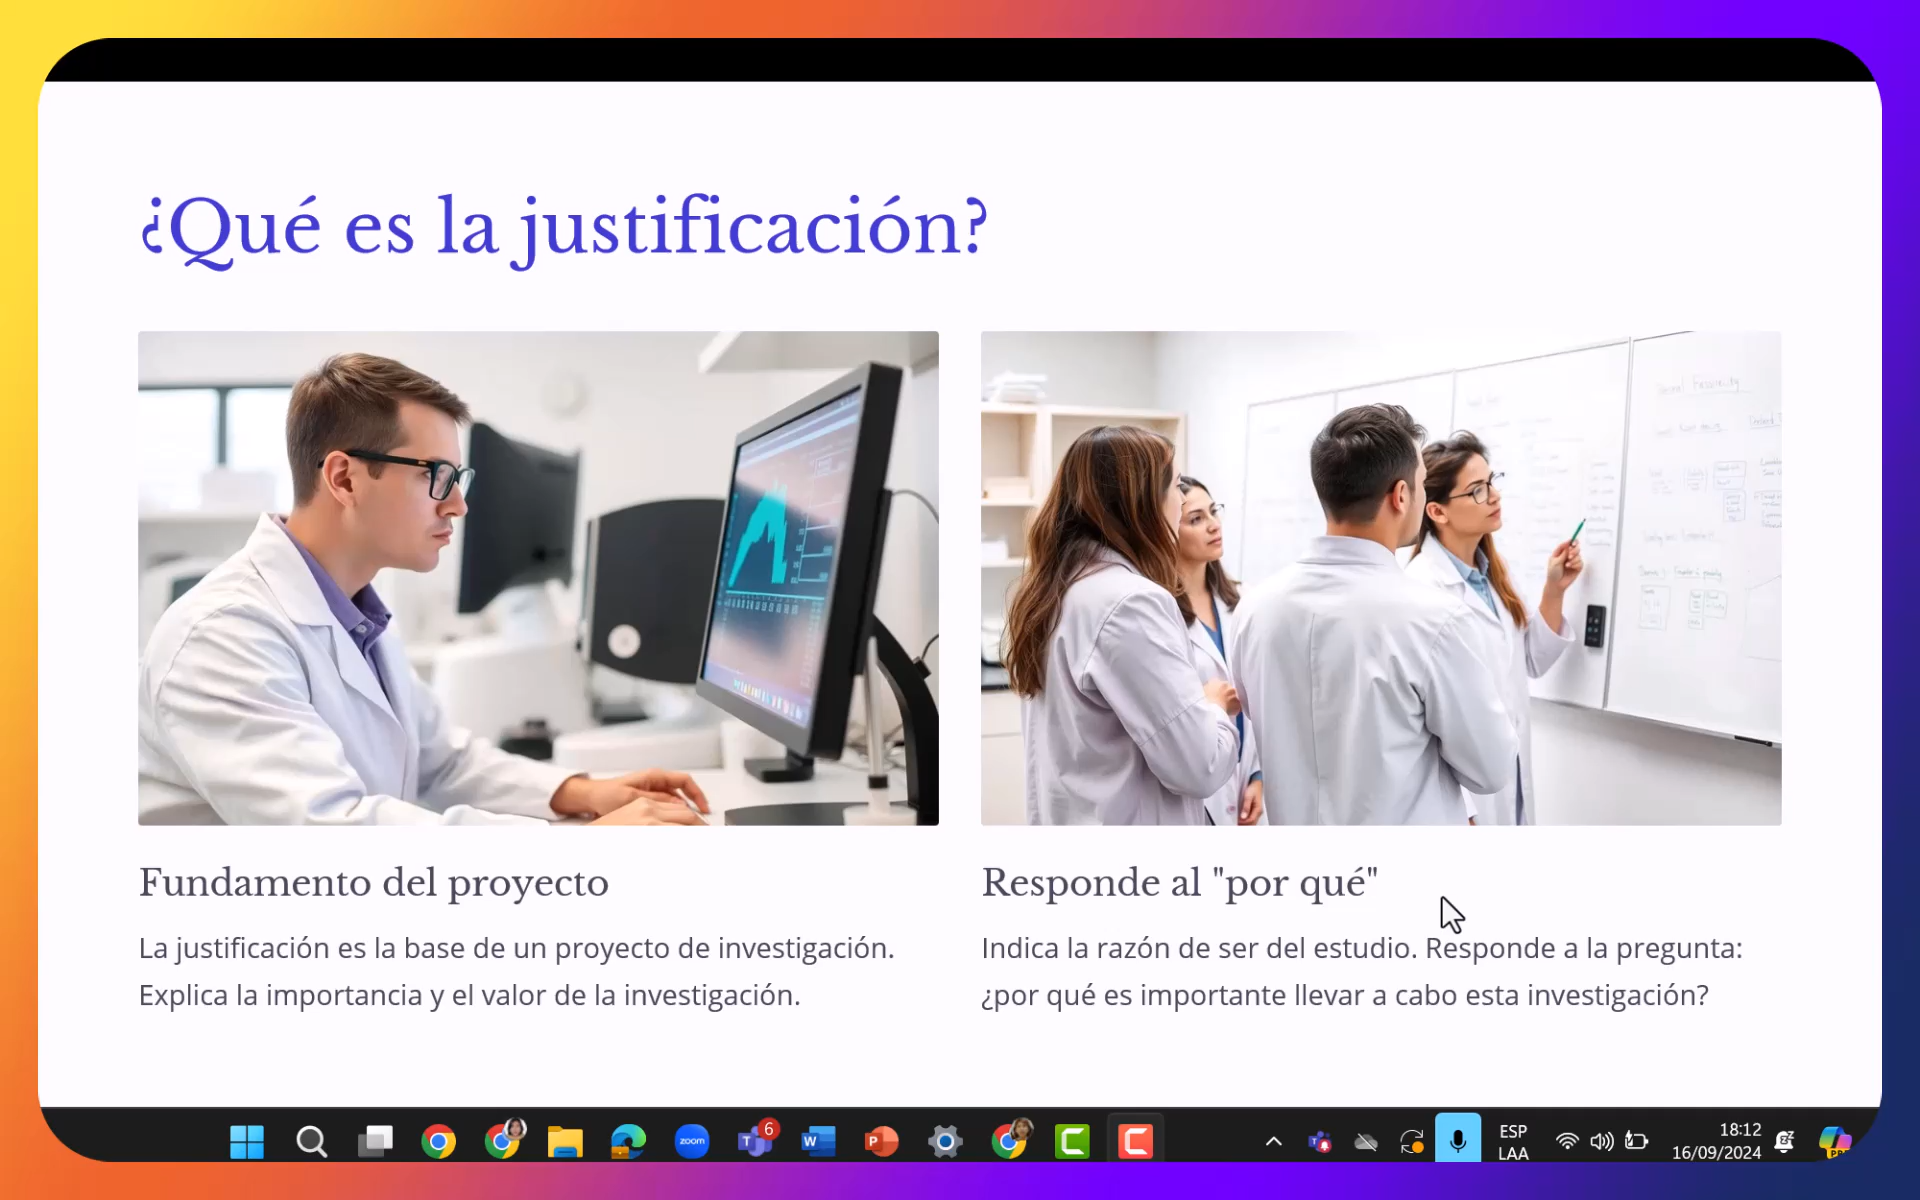 ¿Qué es la justificación?
Fundamento del proyecto
La justificación es la base de un proyecto de investigación.
Explica la importancia y el valor de la investigación.
Responde al "por qué"
Indica la razón de ser del estudio. Responde a la pregunta:
¿por qué es importante llevar a cabo esta investigación?
zoom
T
6
W
P
ESP
LAA
18:12
16/09/2024